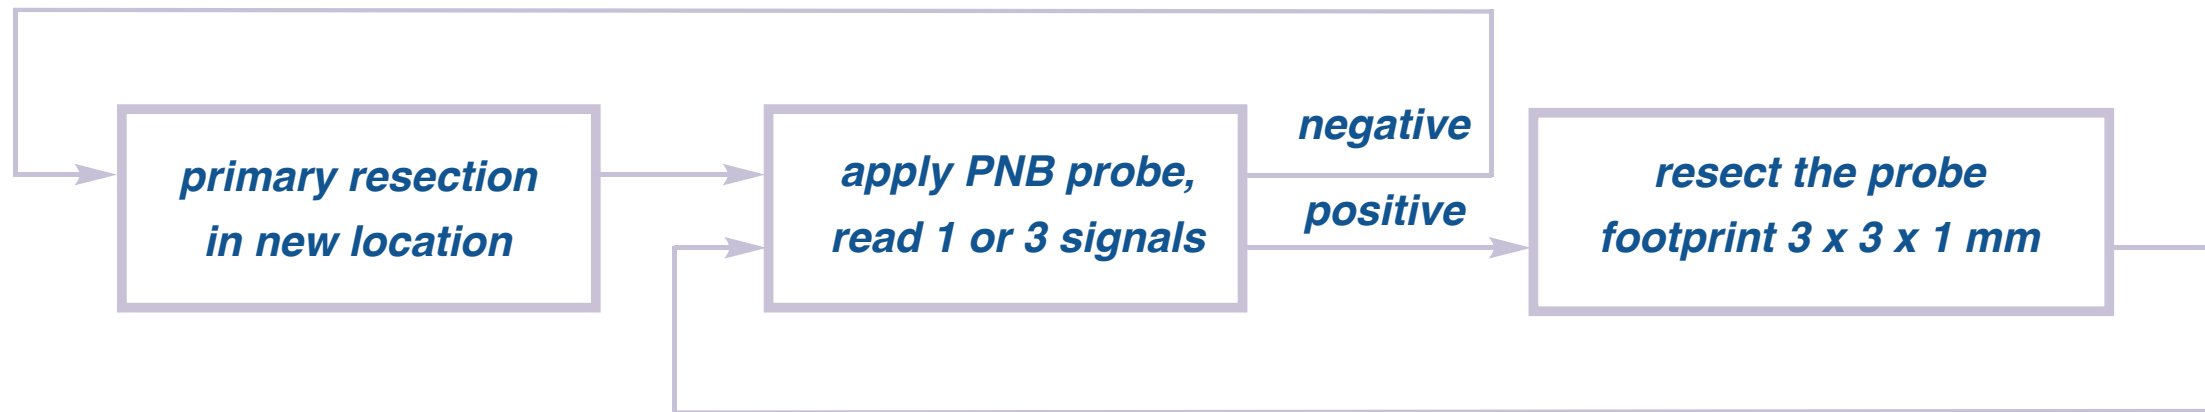 primary resection
in new location
apply PNB probe,
read 1 or 3 signals
negative
positive
resect the probe
footprint 3 x 3 x 1 mm